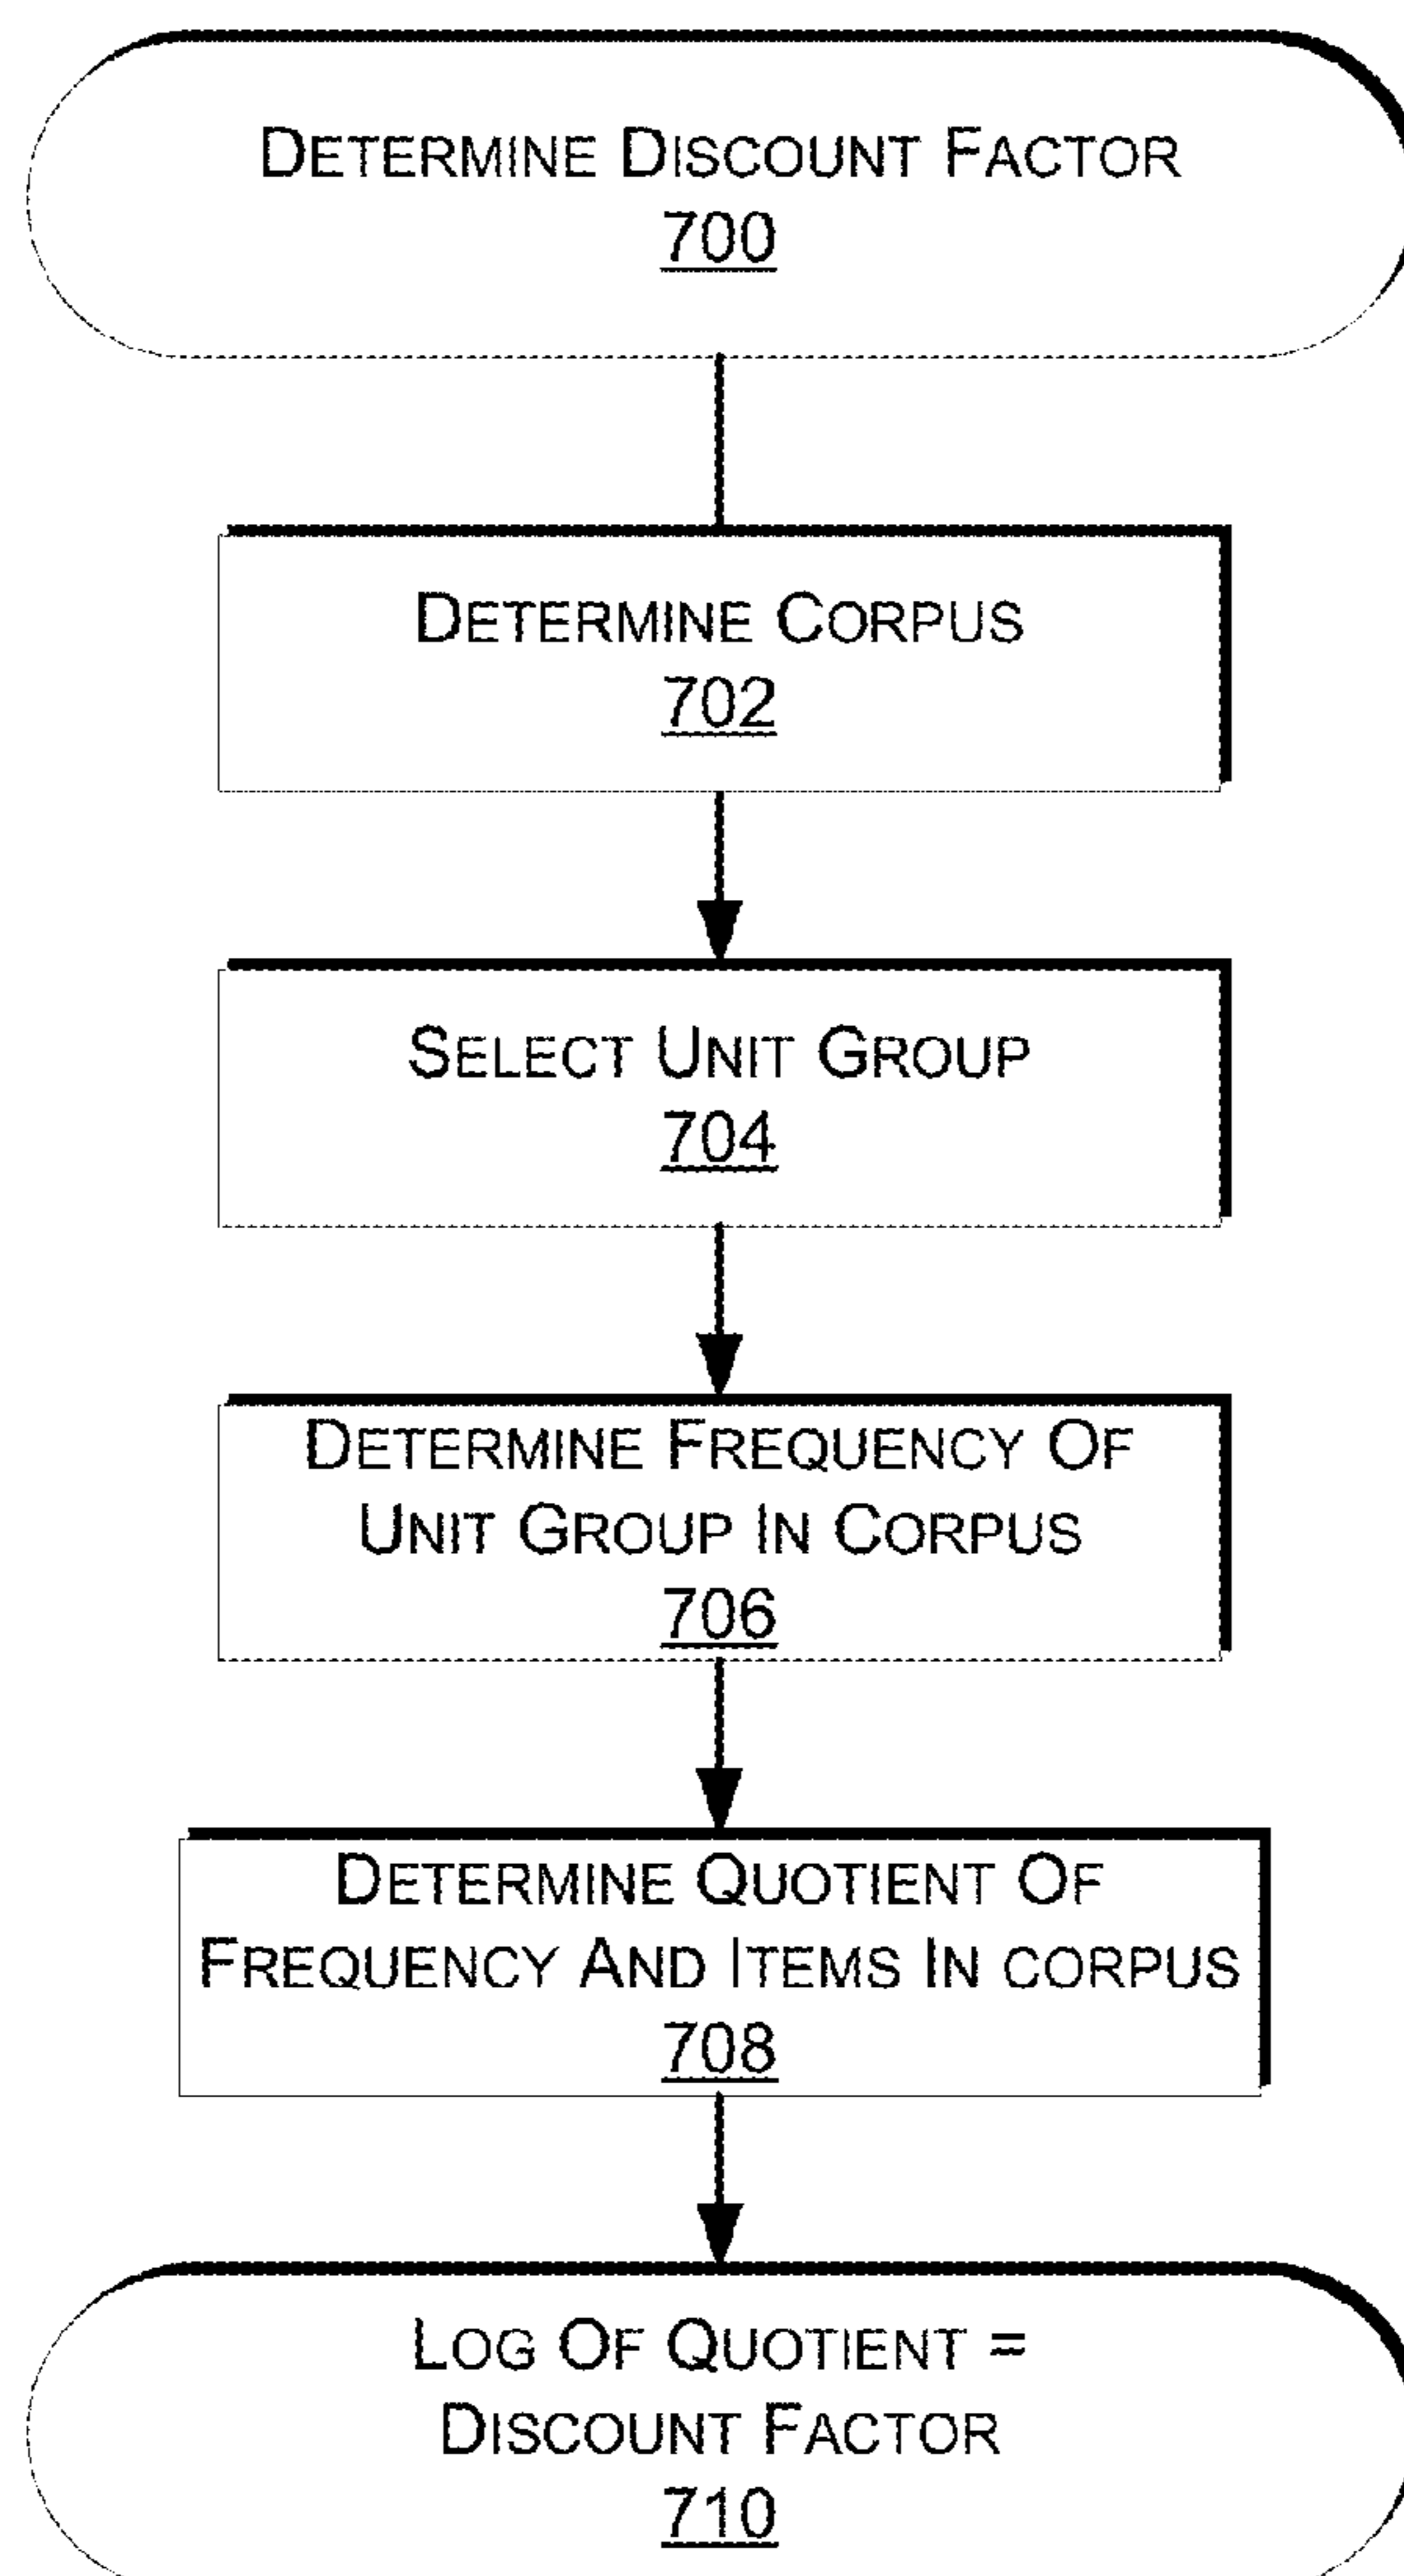 DETERMINE DISCOUNT FACTOR
700
DETERMINE CORPUS
702
SELECT UNIT GROUP
704
DETERMINE FREQUENCY OF
UNIT GROUP IN CORPUS
706
DETERMINE QUOTIENT OF
FREQUENCY AND ITEMS IN CORPUS
708
LOG OF QUOTIENT =
DISCOUNT FACTOR
710